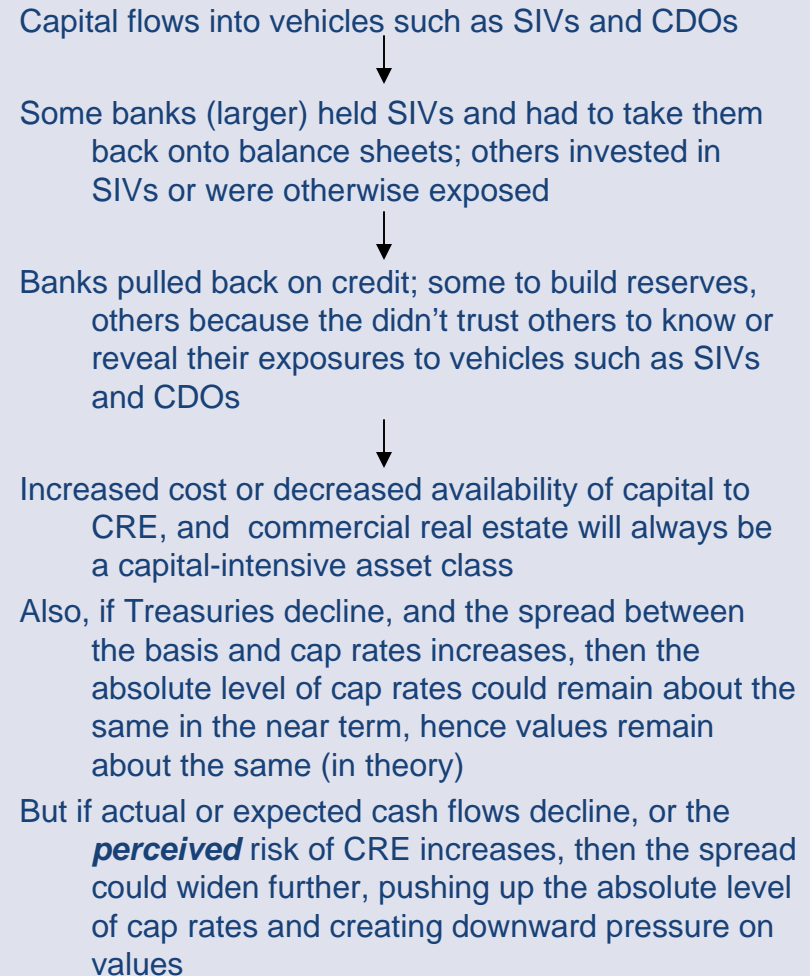 Capital flows into vehicles such as SIVs and CDOs
Some banks (larger) held SIVs and had to take them
back onto balance sheets; others invested in
SIVs or were otherwise exposed
Banks pulled back on credit; some to build reserves,
others because the didn’t trust others to know or
reveal their exposures to vehicles such as SIVs
and CDOs
Increased cost or decreased availability of capital to
CRE, and commercial real estate will always be
a capital-intensive asset class
Also, if Treasuries decline, and the spread between
the basis and cap rates increases, then the
absolute level of cap rates could remain about the
same in the near term, hence values remain
about the same (in theory)
But if actual or expected cash flows decline, or the
perceived risk of CRE increases, then the spread
could widen further, pushing up the absolute level
of cap rates and creating downward pressure on
values